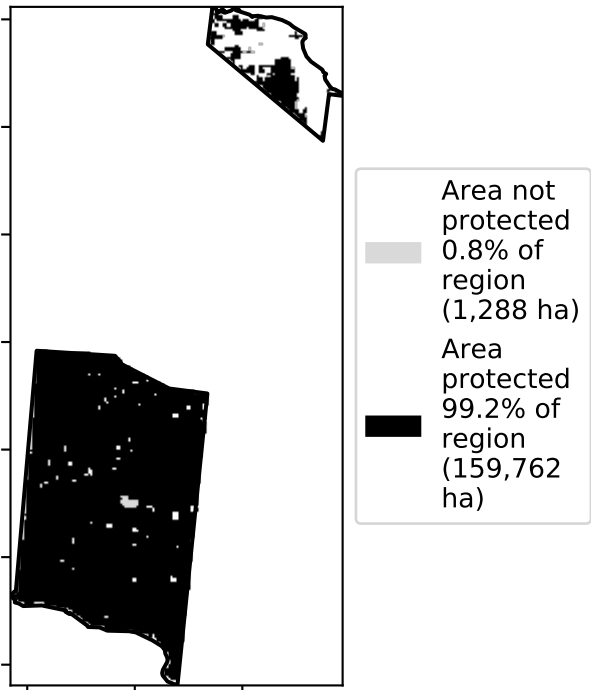 Area not
protected
0.8% of
region
(1,288 ha)
Area
protected
99.2% of
region
(159,762
ha)